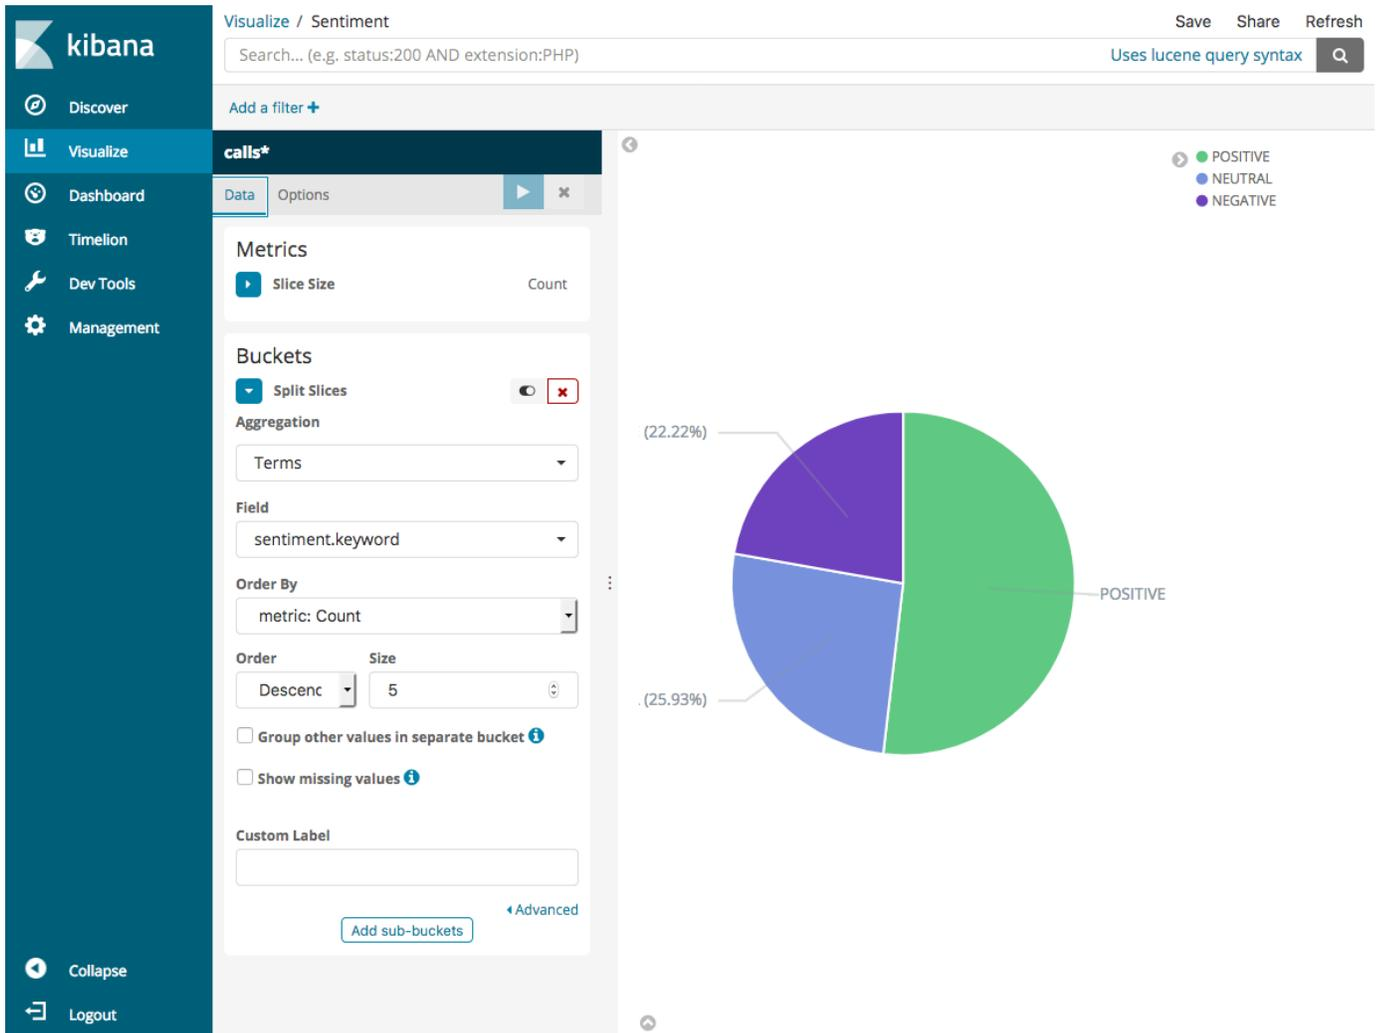 kibana
Discover
Visualize
Dashboard
Timelion
Dev Tools
Management
Collapse
Logout
Visualize / Sentiment
Save Share Refresh
Search... (e.g. status:200 AND extension:PHP) Uses lucene query syntax
Add a filter +
calls*
Data Options
Metrics
Slice Size Count
Buckets
Split Slices
Aggregation
Terms
Field
sentiment.keyword
Order By
metric: Count
Order Size
Descenc 5
Group other values in separate bucket
Show missing values
Custom Label
Advanced
Add sub-buckets
POSITIVE
NEUTRAL
NEGATIVE
(22.22%)
POSITIVE
. (25.93%)